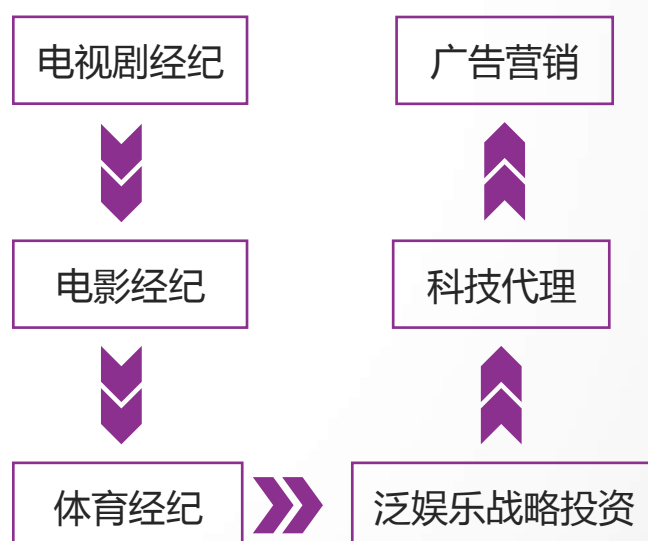 电视剧经纪
广告营销
电影经纪
科技代理
体育经纪
泛娱乐战略投资